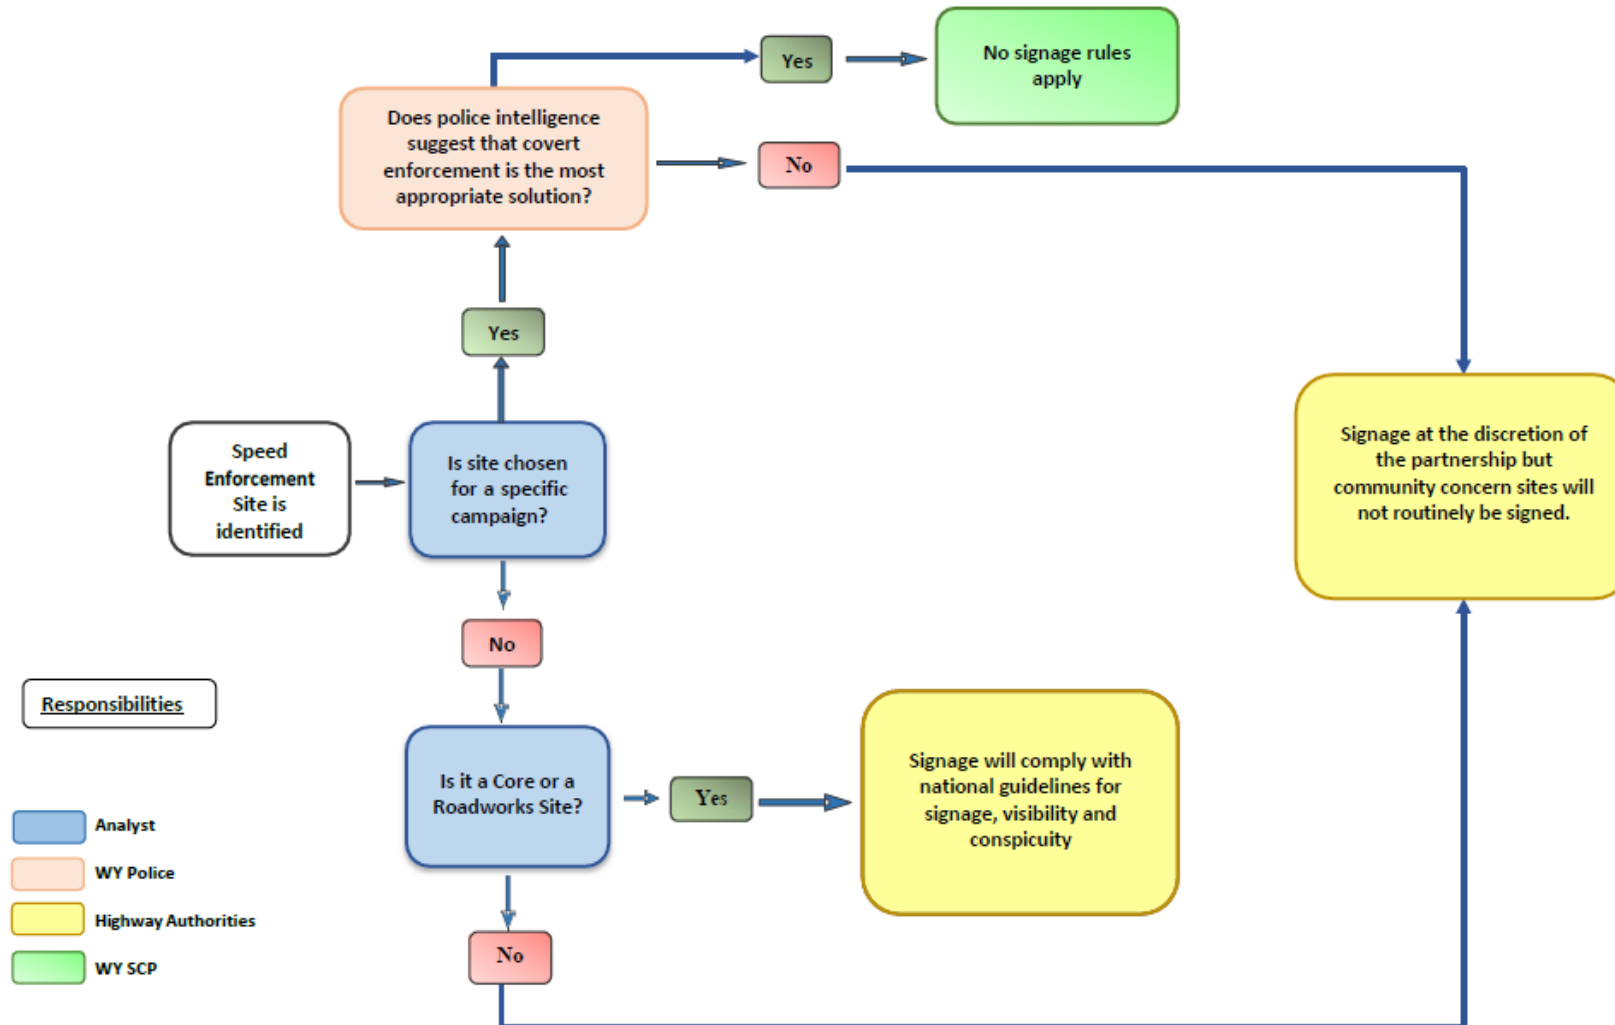 Yes
No signage rules
apply
Does police intelligence
suggest that covert
enforcement is the most
appropriate solution?
No
Yes
Speed
Enforcement
Site is
identified
Is site chosen
for a specific
campaign?
Signage at the discretion of
the partnership but
community concern sites will
not routinely be signed.
No
Responsibilities
Is it a Core or a
Roadworks Site?
Yes
Signage will comply with
national guidelines for
signage, visibility and
conspicuity
Analyst
WY Police
Highway Authorities
WY SCP
No